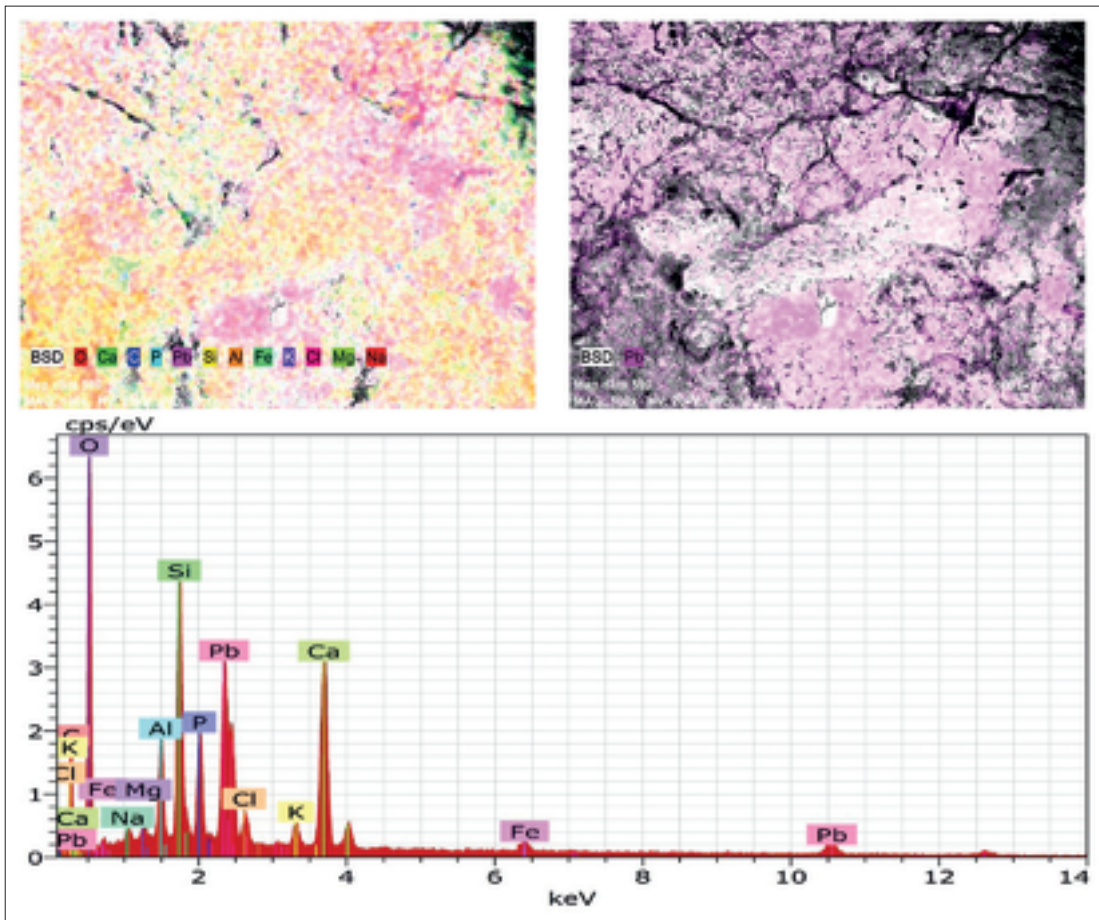 BSD O Ca C P Pb Si Al Fe K Cl Mg Na
BSD Pb
cps/eV
O
6
5
Si
4
Pb
Ca
3
2
Al
P
K
Cl
1
Fe
Mg
Cl
Ca
Na
K
Fe
Pb
Pb
0
2
4
6
8
10
12
14
keV